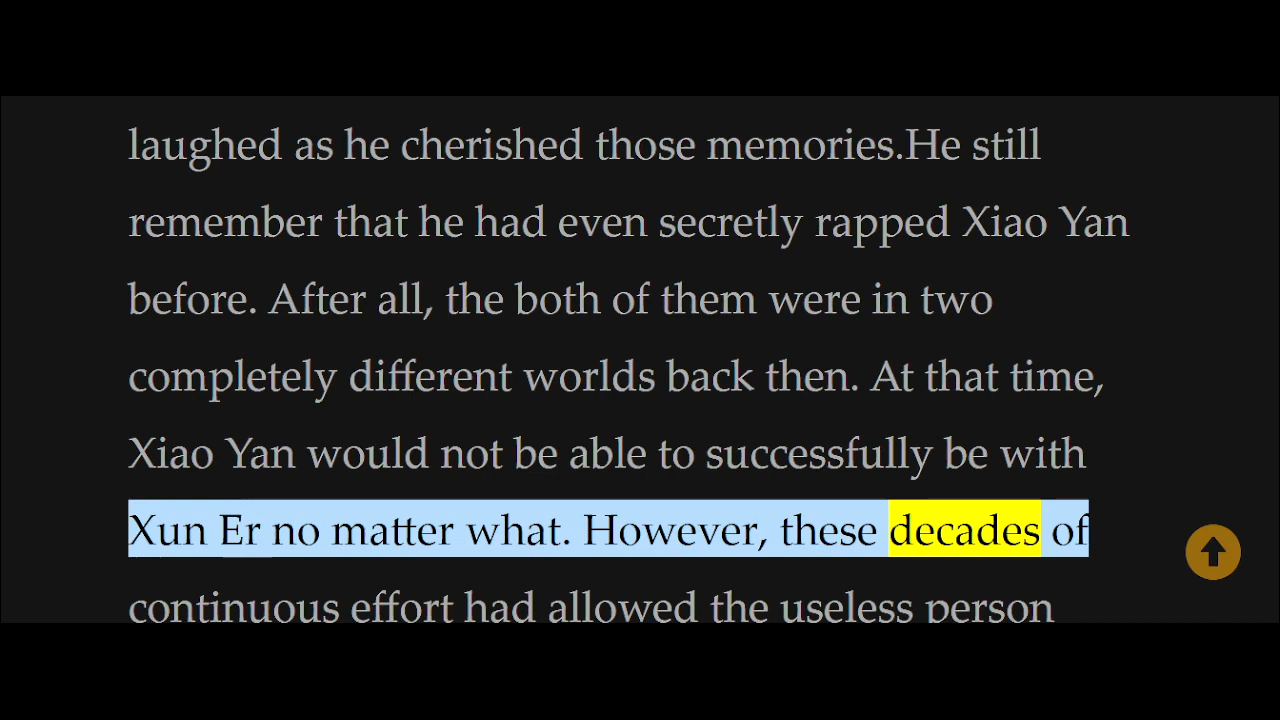 laughed as he cherished those memories.He still
remember that he had even secretly rapped Xiao Yan
before. After all, the both of them were in two
completely different worlds back then. At that time,
Xiao Yan would not be able to successfully be with
Xun Er no matter what. However, these decades of
continuous effort had allowed the useless person